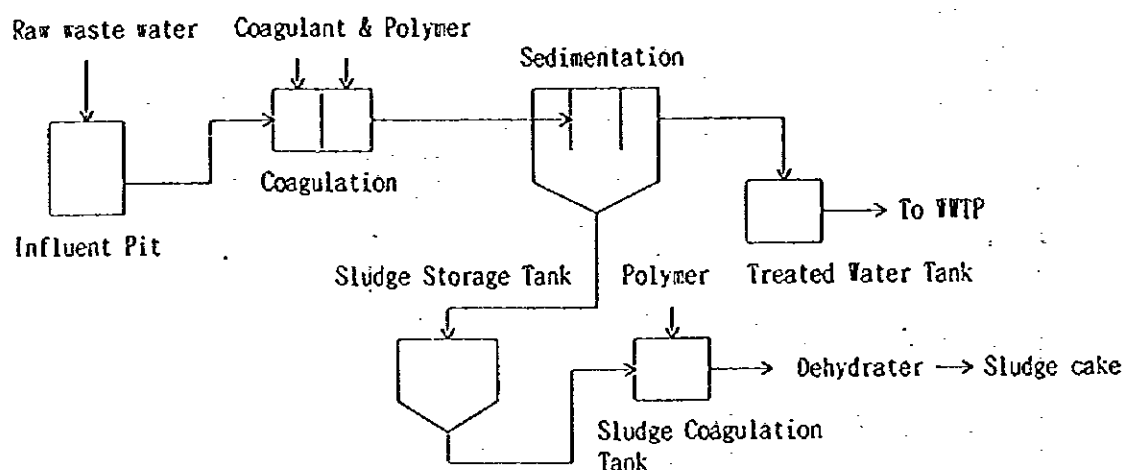 Raw waste water
Coagulant & Polymer
Sedimentation
Coagulation
Influent Pit
To WWTP
Treated Water Tank
Sludge Storage Tank
Polymer
Dehydrater
Sludge cake
Sludge Coagulation
Tank